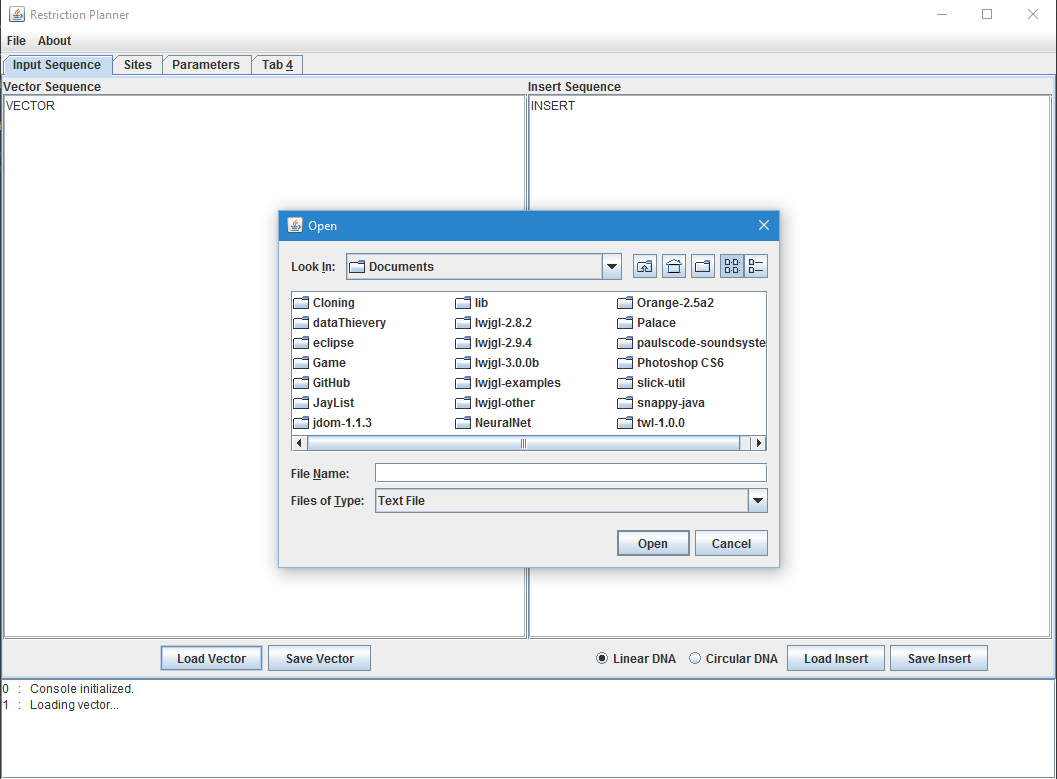 Restriction Planner
File About
Input Sequence Sites Parameters Tab 4
Vector Sequence Insert Sequence
VECTOR INSERT
Open
Look In: Documents
Cloning lib Orange-2.5a2
dataThievery lwjgl-2.8.2 Palace
eclipse lwjgl-2.9.4 paulscode-soundsyste
Game lwjgl-3.0.0b Photoshop CS6
GitHub lwjgl-examples slick-util
JayList lwjgl-other snappy-java
jdom-1.1.3 NeuralNet twl-1.0.0
File Name:
Files of Type: Text File
Open Cancel
Load Vector Save Vector Linear DNA Circular DNA Load Insert Save Insert
0 : Console initialized.
1 : Loading vector...